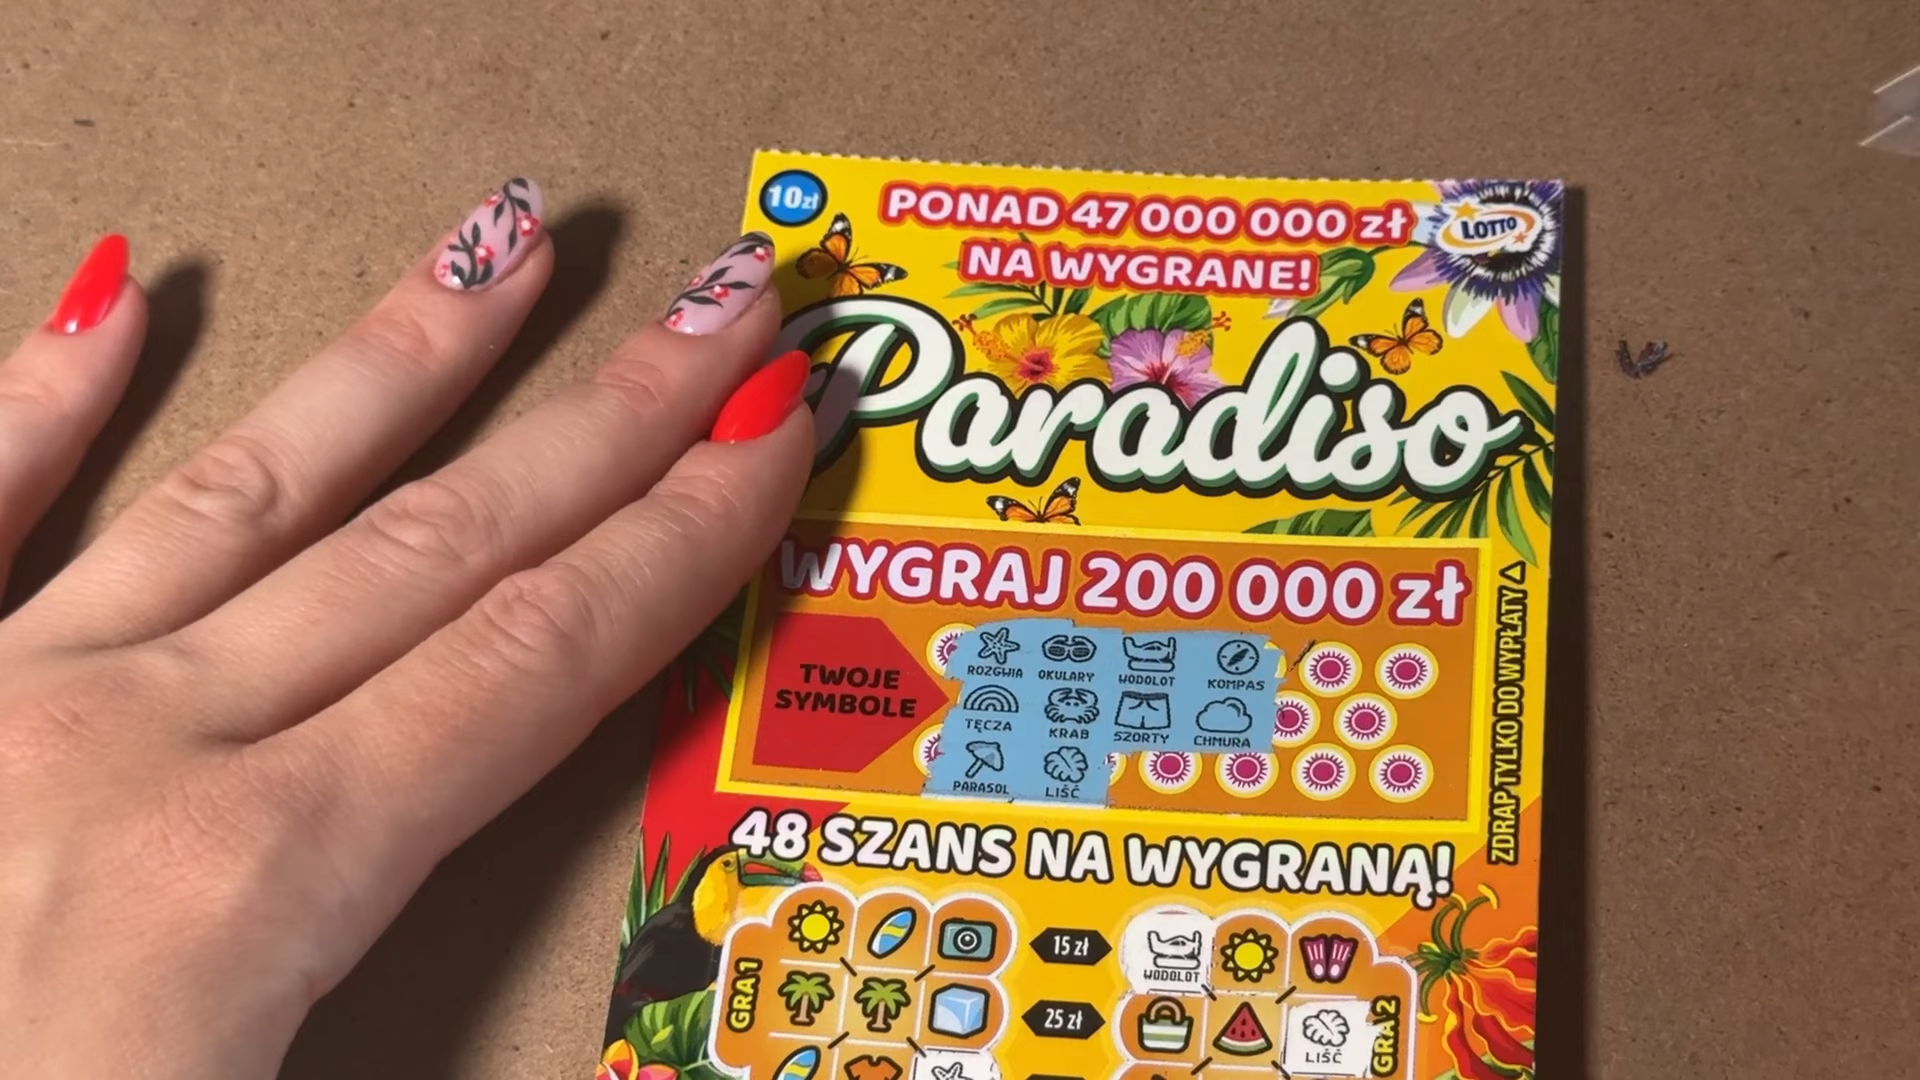 10zł
PONAD 47 000 000 zł
NA WYGRANE!
LOTTO
Paradiso
WYGRAJ 200 000 zł
TWOJE
SYMBOLE
ROZGWIA OKULARY WODOLOT KOMPAS
TĘCZA KRAB SZORTY CHMURA
PARASOL LIŚĆ
ZDRAP TYLKO DO WYPŁATY
48 SZANS NA WYGRANĄ!
GRA 1
15 zł
25 zł
WODOLOT
LIŚĆ
GRA 2